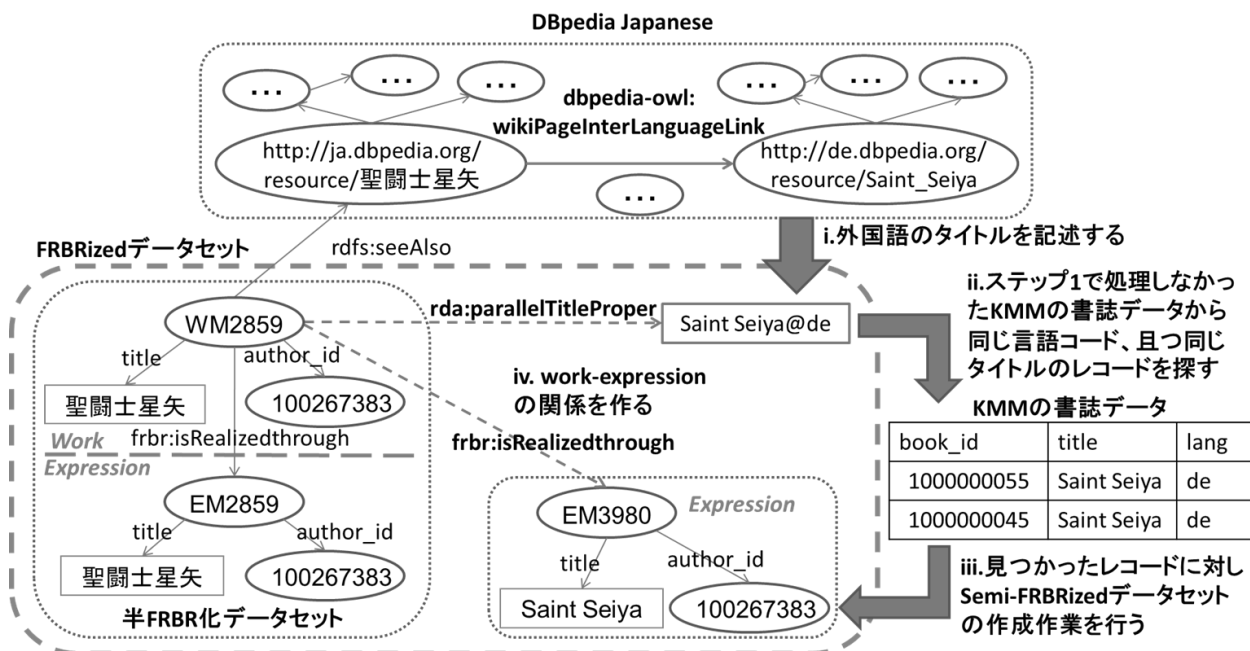 DBpedia Japanese
...
...
...
...
...
...
dbpedia-owl:
wikiPageInterLanguageLink
http://ja.dbpedia.org/
resource/聖闘士星矢
http://de.dbpedia.org/
resource/Saint_Seiya
...
FRBRizedデータセット
rdfs:seeAlso
i.外国語のタイトルを記述する
WM2859
rda:parallelTitleProper
Saint Seiya@de
ii.ステップ1で処理しなかっ
たKMMの書誌データから
同じ言語コード、且つ同じ
タイトルのレコードを探す
title
author_id
聖闘士星矢
100267383
iv. work-expression
の関係を作る
Work
frbr:isRealizedthrough
frbr:isRealizedthrough
Expression
KMMの書誌データ
book_id title lang
1000000055 Saint Seiya de
1000000045 Saint Seiya de
EM2859
title
author_id
聖闘士星矢
100267383
半FRBR化データセット
Expression
EM3980
title
author_id
Saint Seiya
100267383
iii.見つかったレコードに対し
Semi-FRBRizedデータセット
の作成作業を行う